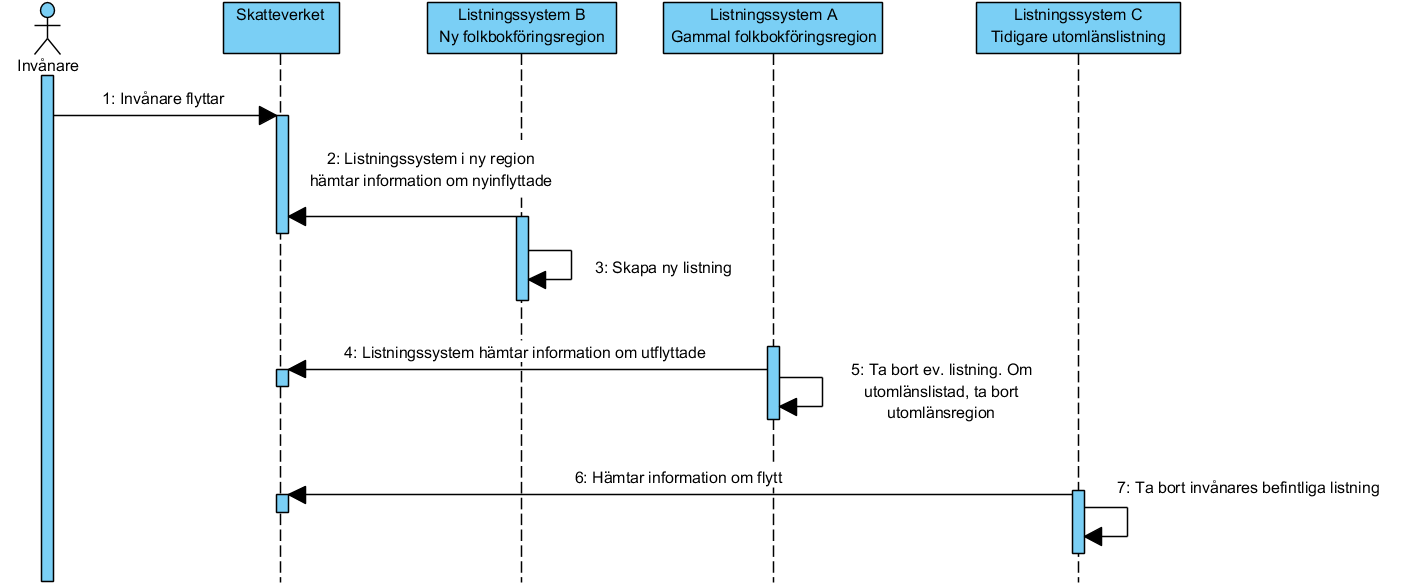 Invånare
Skatteverket
Listningssystem B
Ny folkbokföringsregion
Listningssystem A
Gammal folkbokföringsregion
Listningssystem C
Tidigare utomlänslistning
1: Invånare flyttar
2: Listningssystem i ny region
hämtar information om nyinflyttade
3: Skapa ny listning
4: Listningssystem hämtar information om utflyttade
5: Ta bort ev. listning. Om
utomlänslistad, ta bort
utomlänsregion
6: Hämtar information om flytt
7: Ta bort invånares befintliga listning